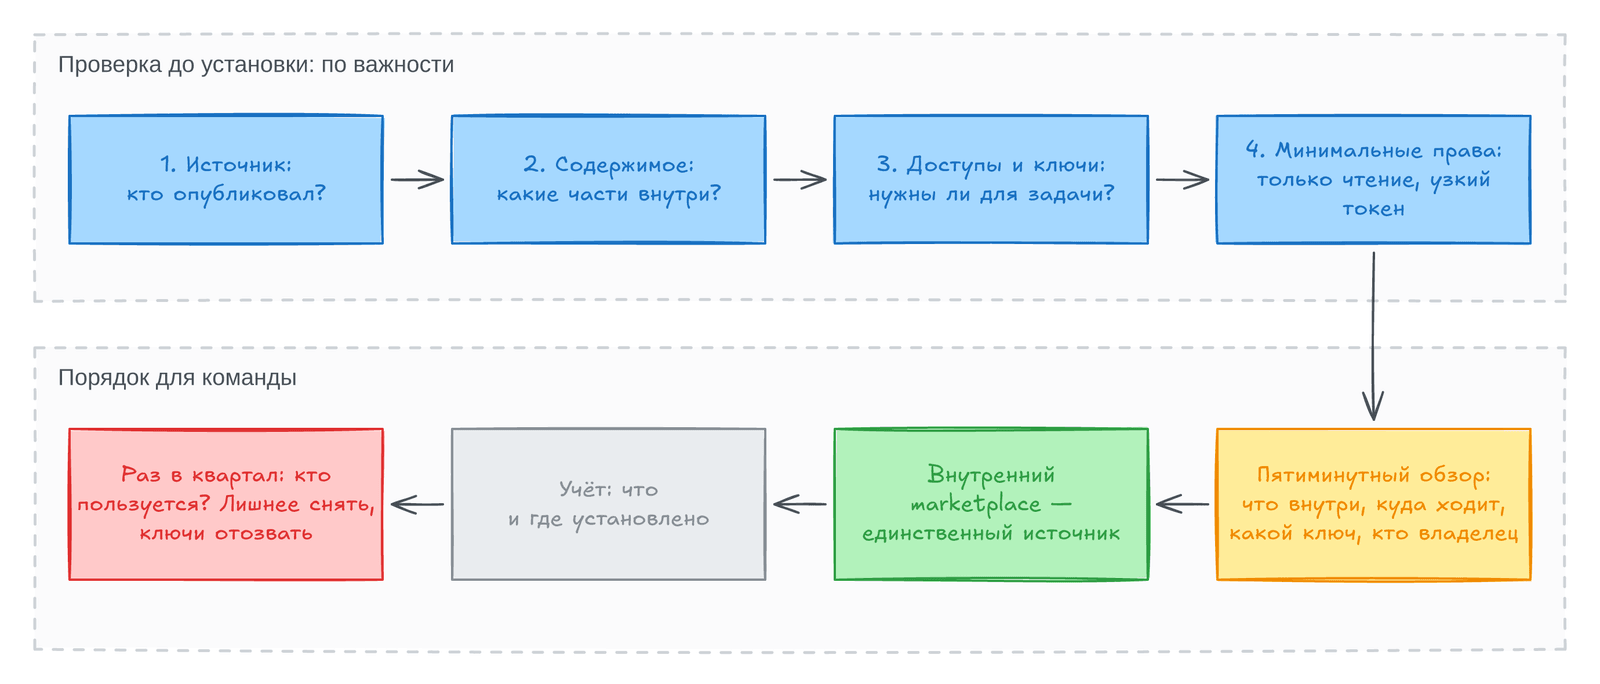 Проверка до установки: по важности
1. Источник:
кто опубликовал?
2. Содержимое:
какие части внутри?
3. Доступы и ключи:
нужны ли для задачи?
4. Минимальные права:
только чтение, узкий
токен
Порядок для команды
Раз в квартал: кто
пользуется? Лишнее снять,
ключи отозвать
Учёт: что
и где установлено
Внутренний
marketplace —
единственный источник
Пятиминутный обзор:
что внутри, куда ходит,
какой ключ, кто владелец